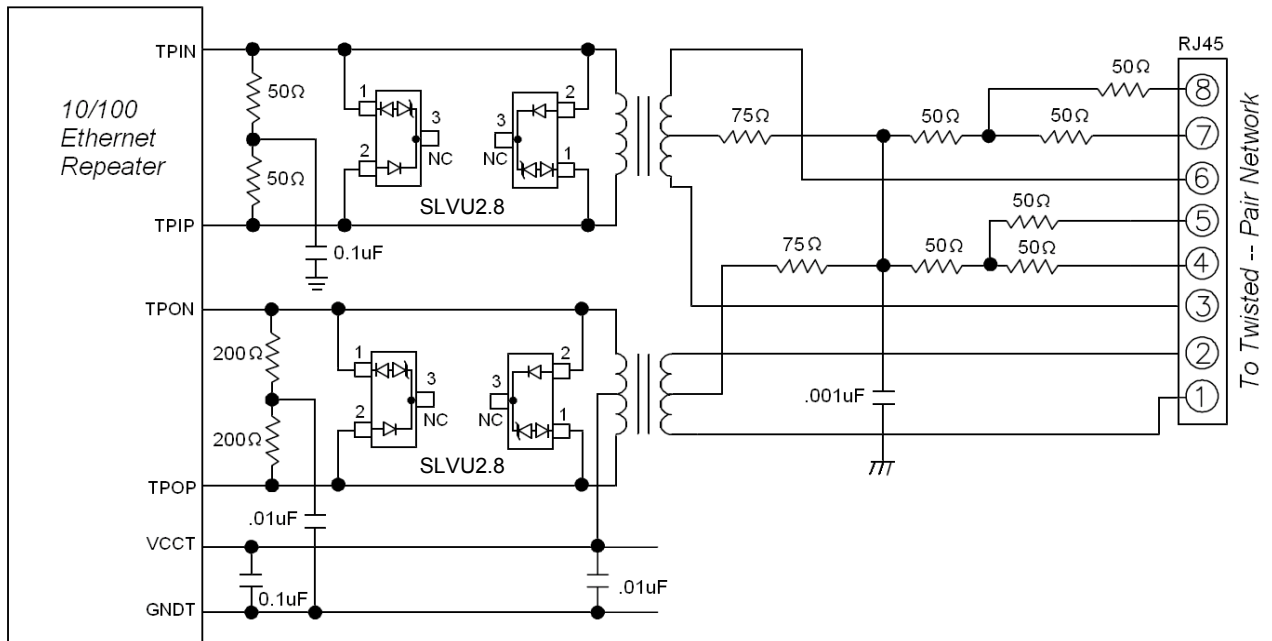 TPIN
10/100
Ethernet
Repeater
TPIP
TPON
TPOP
VCCT
GNDT
50Ω
50Ω
0.1uF
1
2
3
NC
2
3
NC
1
SLVU2.8
200Ω
200Ω
1
2
3
NC
2
3
NC
1
SLVU2.8
.01uF
0.1uF
.01uF
75Ω
50Ω
50Ω
50Ω
75Ω
50Ω
50Ω
50Ω
.001uF
RJ45
8
7
6
5
4
3
2
1
To Twisted -- Pair Network